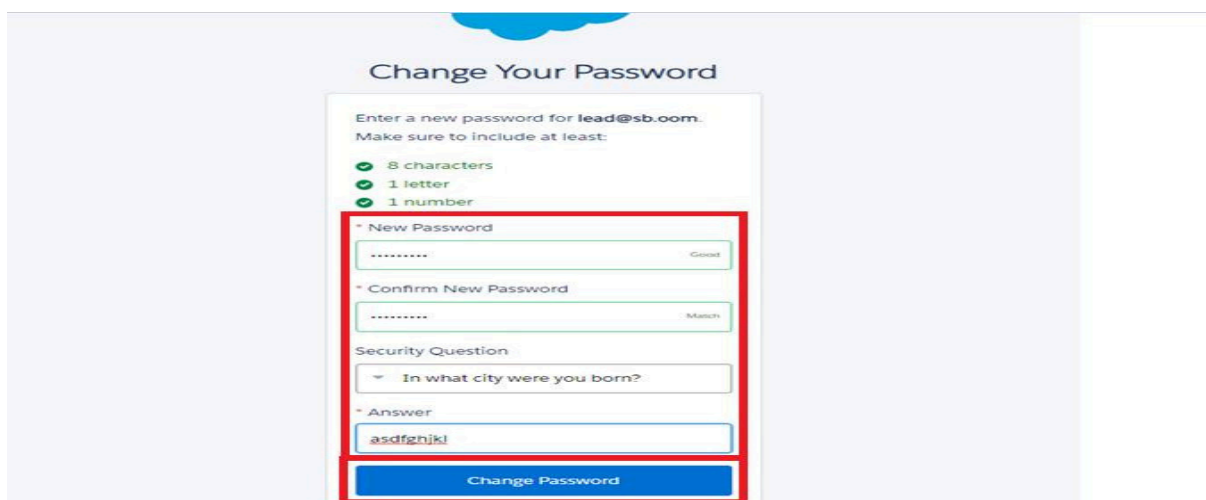 Change Your Password
Enter a new password for lead@sb.oom.
Make sure to include at least:
8 characters
1 letter
1 number
* New Password
••••••••• Good
* Confirm New Password
••••••••• Match
Security Question
In what city were you born?
* Answer
asdfghjkl
Change Password